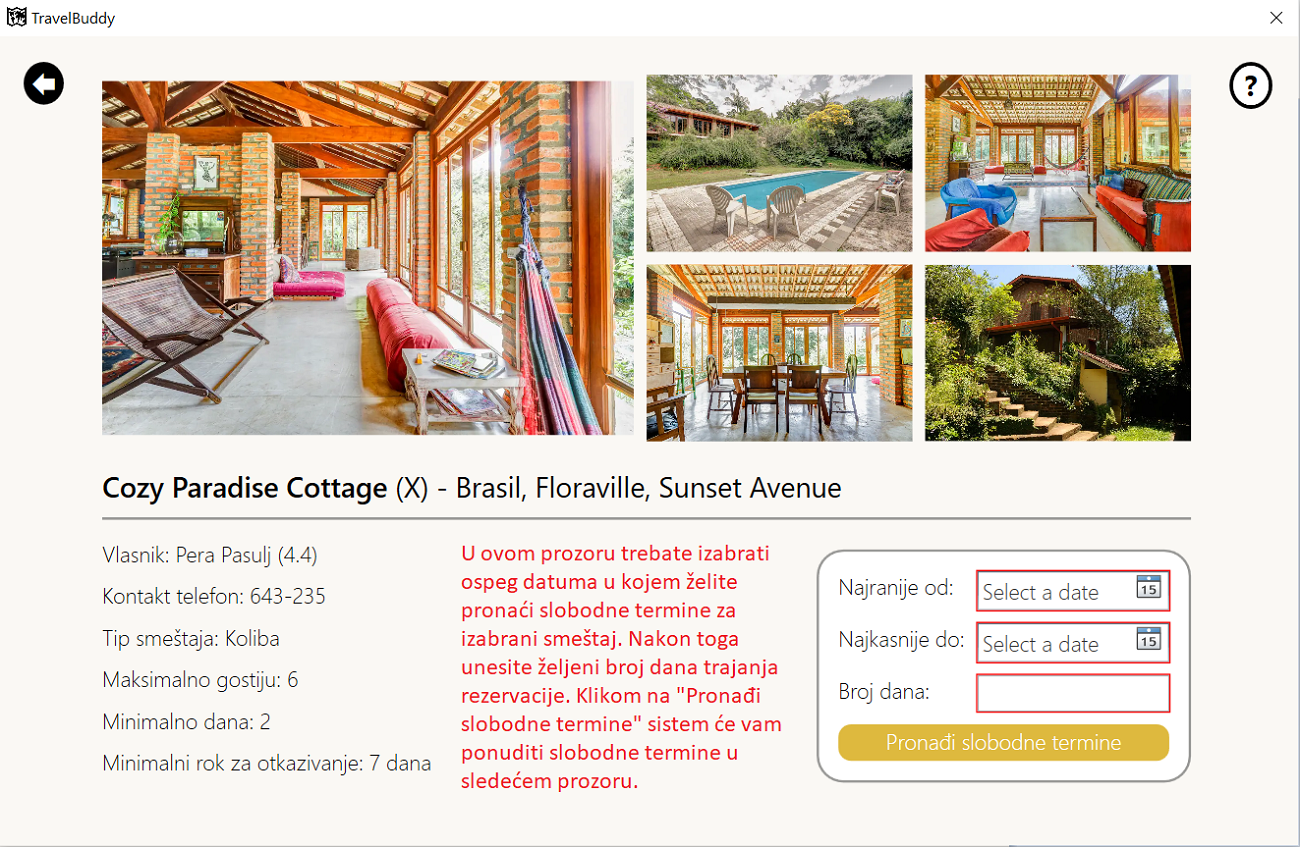 TravelBuddy
?
Cozy Paradise Cottage (X) - Brasil, Floraville, Sunset Avenue
Vlasnik: Pera Pasulj (4.4)
Kontakt telefon: 643-235
Tip smeštaja: Koliba
Maksimalno gostiju: 6
Minimalno dana: 2
Minimalni rok za otkazivanje: 7 dana
U ovom prozoru trebate izabrati
ospeg datuma u kojem želite
pronaći slobodne termine za
izabrani smeštaj. Nakon toga
unesite željeni broj dana trajanja
rezervacije. Klikom na "Pronađi
slobodne termine" sistem će vam
ponuditi slobodne termine u
sledećem prozoru.
Najranije od: Select a date 15
Najkasnije do: Select a date 15
Broj dana:
Pronađi slobodne termine